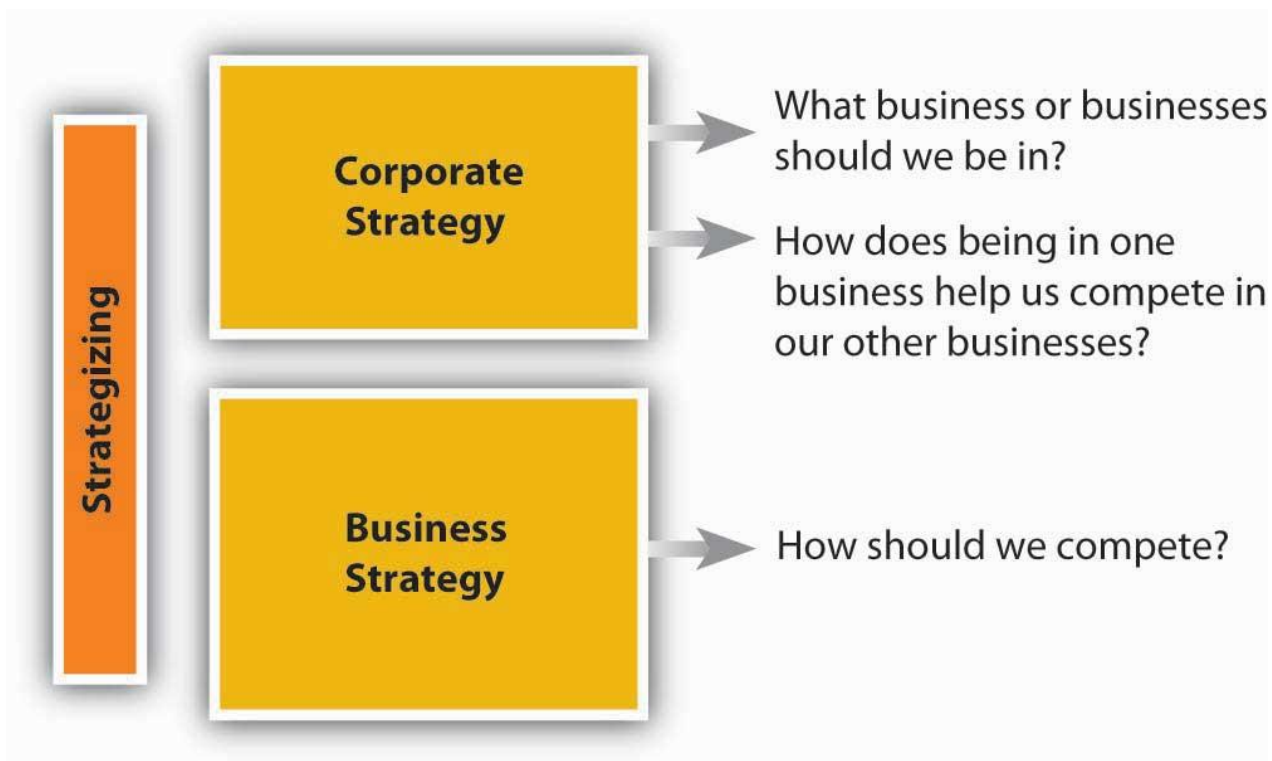 Strategizing
Corporate
Strategy
What business or businesses
should we be in?
How does being in one
business help us compete in
our other businesses?
Business
Strategy
How should we compete?